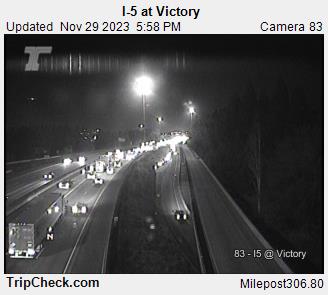 I-5 at Victory
Updated Nov 29 2023 5:58 PM Camera 83
T
N
83 - I5 @ Victory
TripCheck.com Milepost306.80